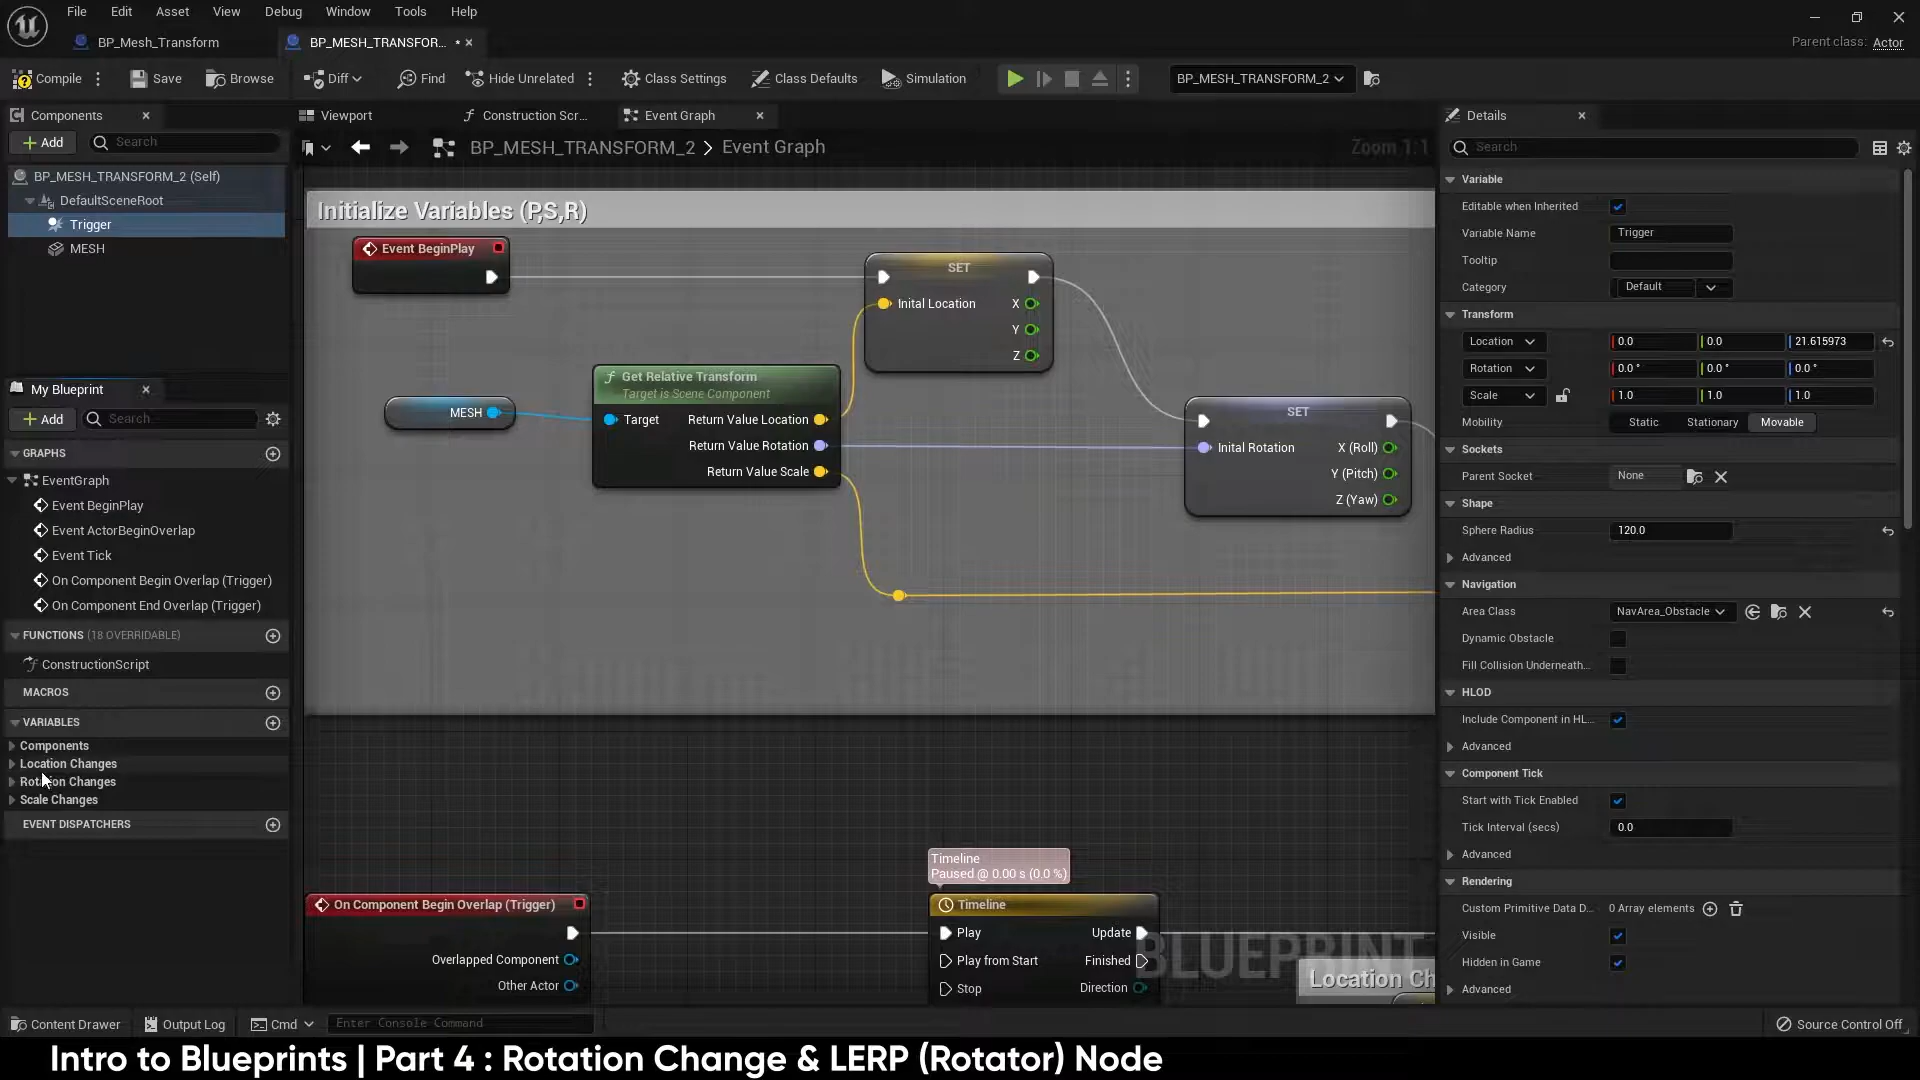 File Edit Asset View Debug Window Tools Help
BP_Mesh_Transform
BP_MESH_TRANSFOR... *
Parent class: Actor
Compile Save Browse Diff Find Hide Unrelated Class Settings Class Defaults Simulation BP_MESH_TRANSFORM_2
Components
Viewport
Construction Scr...
Event Graph
Details
Add
Search
BP_MESH_TRANSFORM_2 > Event Graph
Zoom 1:1
Search
BP_MESH_TRANSFORM_2 (Self)
DefaultSceneRoot
Trigger
MESH
My Blueprint
Add
Search
GRAPHS
EventGraph
Event BeginPlay
Event ActorBeginOverlap
Event Tick
On Component Begin Overlap (Trigger)
On Component End Overlap (Trigger)
FUNCTIONS (18 OVERRIDABLE)
ConstructionScript
MACROS
VARIABLES
Components
Location Changes
Rotation Changes
Scale Changes
EVENT DISPATCHERS
Initialize Variables (P,S,R)
Event BeginPlay
SET
Inital Location X
Y
Z
MESH
Get Relative Transform
Target is Scene Component
Target Return Value Location
Return Value Rotation
Return Value Scale
SET
Inital Rotation X (Roll)
Y (Pitch)
Z (Yaw)
Timeline
Paused @ 0.00 s (0.0 %)
On Component Begin Overlap (Trigger)
Overlapped Component
Other Actor
Timeline
Play Update
Play from Start Finished
Stop Direction
BLUEPRINT
Location Ch
Variable
Editable when Inherited
Variable Name Trigger
Tooltip
Category Default
Transform
Location 0.0 0.0 21.615973
Rotation 0.0 ° 0.0 ° 0.0 °
Scale 1.0 1.0 1.0
Mobility Static Stationary Movable
Sockets
Parent Socket None
Shape
Sphere Radius 120.0
Advanced
Navigation
Area Class NavArea_Obstacle
Dynamic Obstacle
Fill Collision Underneath...
HLOD
Include Component in HL...
Advanced
Component Tick
Start with Tick Enabled
Tick Interval (secs) 0.0
Advanced
Rendering
Custom Primitive Data D... 0 Array elements
Visible
Hidden in Game
Advanced
Content Drawer Output Log Cmd Enter Console Command Source Control Off
Intro to Blueprints | Part 4 : Rotation Change & LERP (Rotator) Node